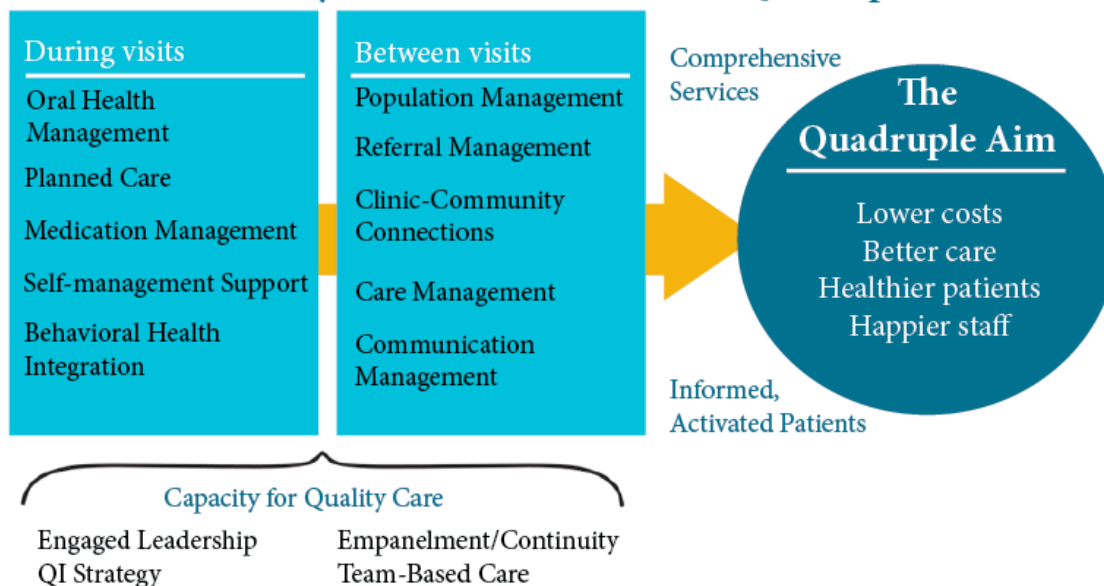 During visits
Oral Health
Management
Planned Care
Medication Management
Self-management Support
Behavioral Health
Integration
Between visits
Population Management
Referral Management
Clinic-Community
Connections
Care Management
Communication
Management
Comprehensive
Services
Informed,
Activated Patients
The
Quadruple Aim
Lower costs
Better care
Healthier patients
Happier staff
Capacity for Quality Care
Engaged Leadership
QI Strategy
Empanelment/Continuity
Team-Based Care